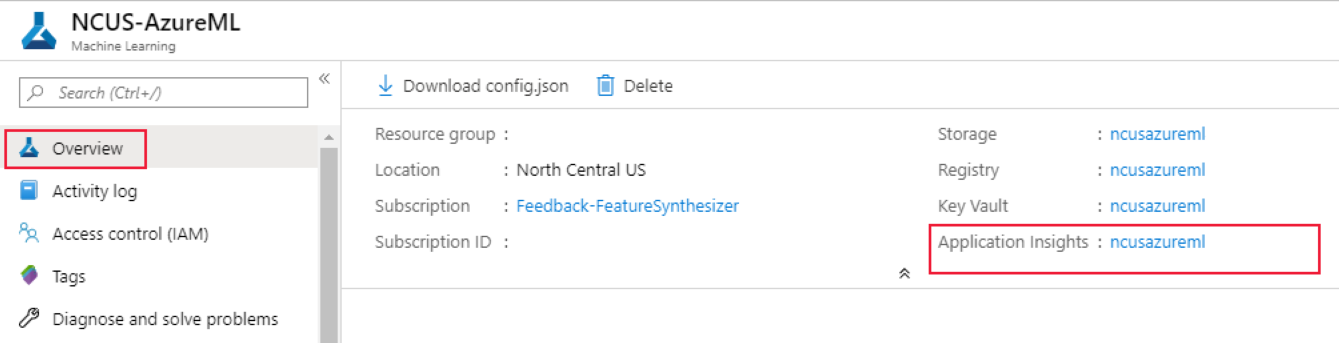 NCUS-AzureML
Machine Learning
Search (Ctrl+/)
«
Overview
Activity log
Access control (IAM)
Tags
Diagnose and solve problems
Download config.json Delete
Resource group :
Location : North Central US
Subscription : Feedback-FeatureSynthesizer
Subscription ID :
Storage : ncusazureml
Registry : ncusazureml
Key Vault : ncusazureml
Application Insights : ncusazureml